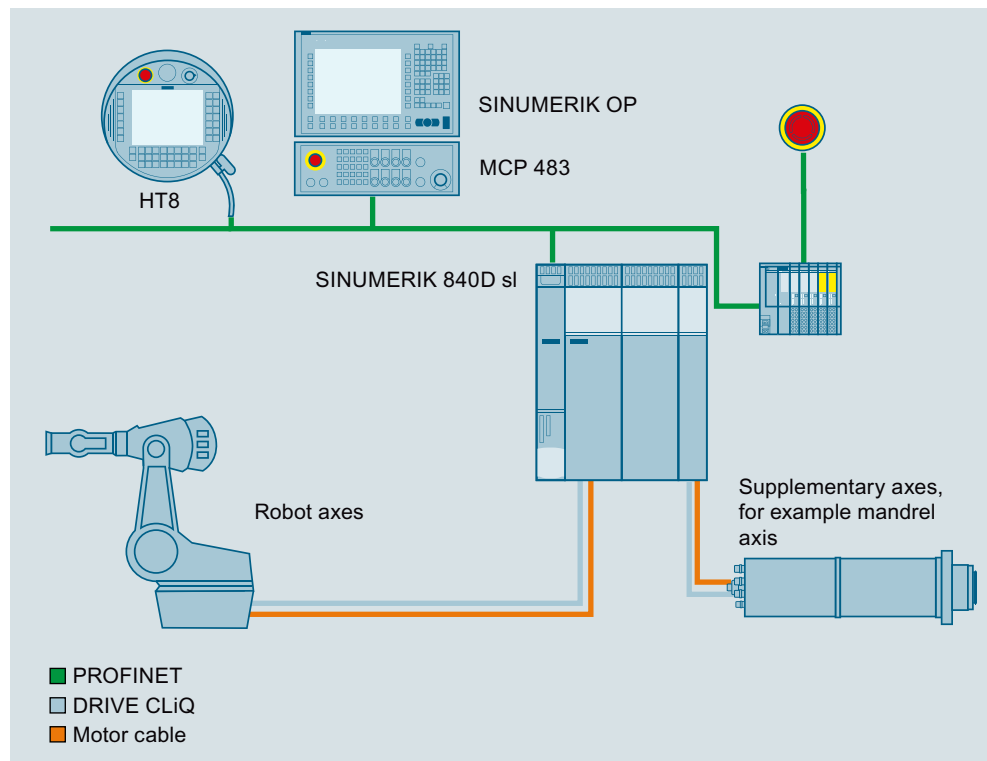 SINUMERIK OP
MCP 483
HT8
SINUMERIK 840D sl
Robot axes
Supplementary axes,
for example mandrel
axis
PROFINET
DRIVE CLiQ
Motor cable